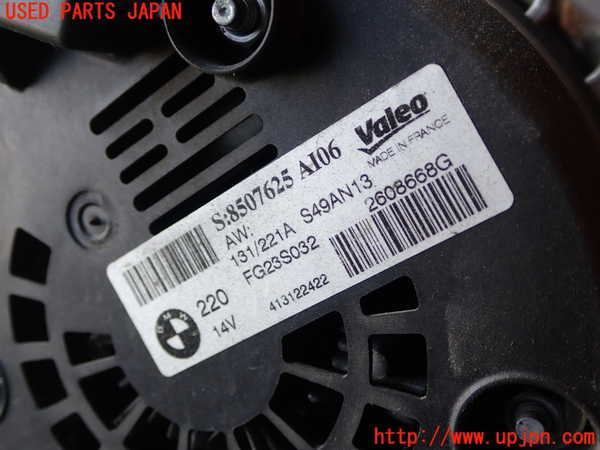 USED PARTS JAPAN
S:8507625 AI06
Valeo
MADE IN FRANCE
AW:
131/221A S49AN13
FG23S032
2608668G
BMW
220
14V
413122422
http://www.upjpn.com/